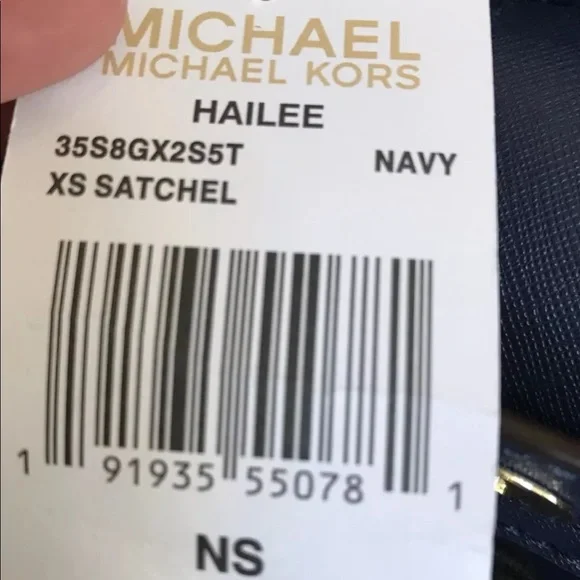 MICHAEL
MICHAEL KORS
HAILEE
35S8GX2S5T NAVY
XS SATCHEL
1 91935 55078 1
NS